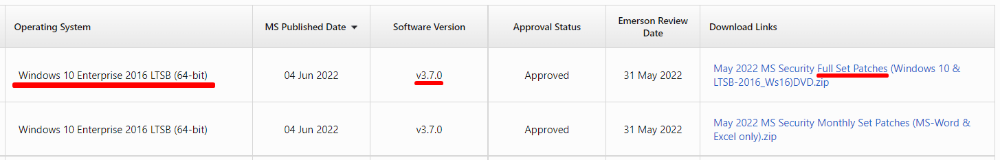 Operating System MS Published Date Software Version Approval Status Emerson Review Date Download Links
Windows 10 Enterprise 2016 LTSB (64-bit) 04 Jun 2022 v3.7.0 Approved 31 May 2022 May 2022 MS Security Full Set Patches (Windows 10 &
LTSB-2016_Ws16)DVD.zip
Windows 10 Enterprise 2016 LTSB (64-bit) 04 Jun 2022 v3.7.0 Approved 31 May 2022 May 2022 MS Security Monthly Set Patches (MS-Word &
Excel only).zip